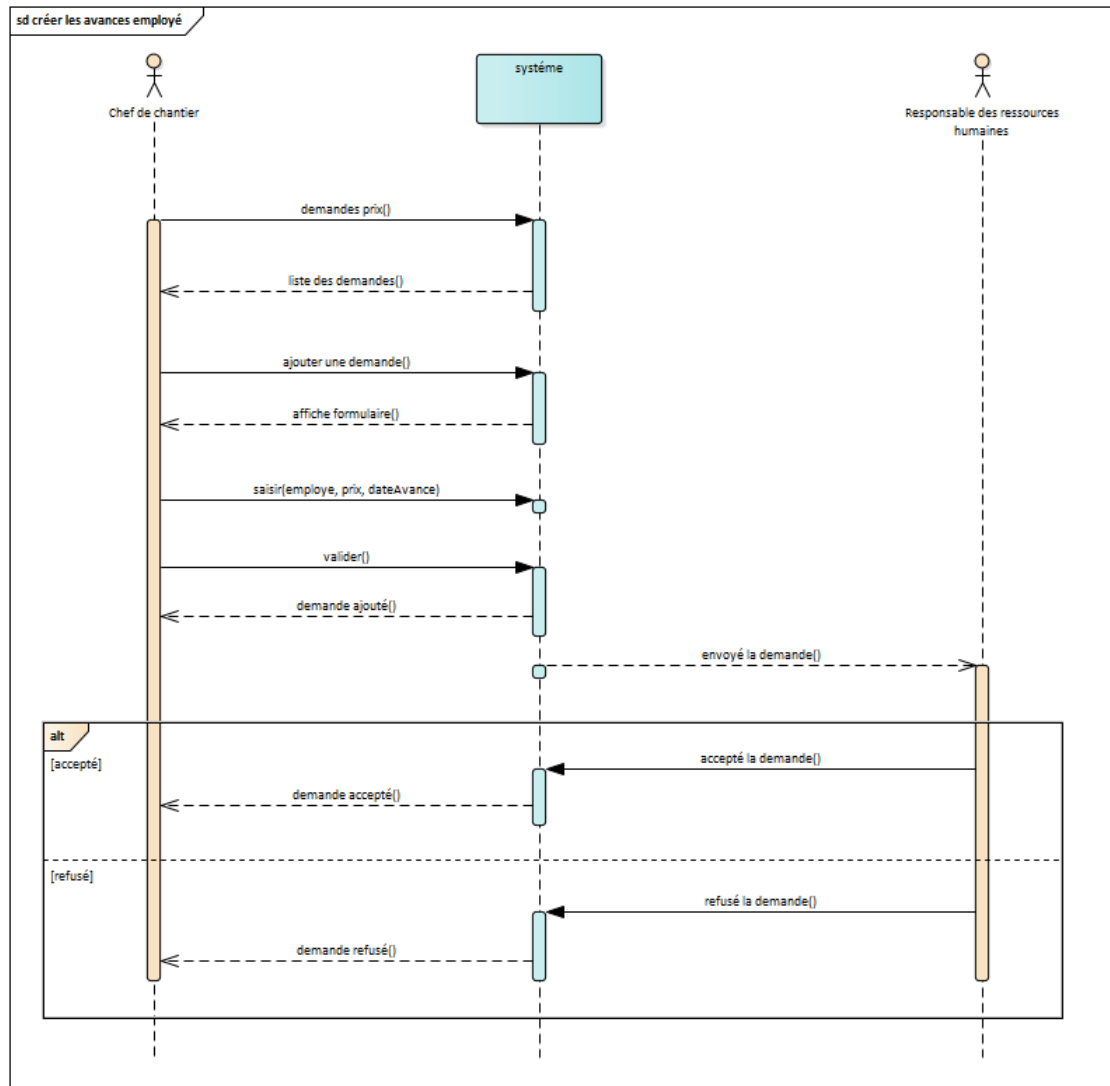 sd créer les avances employé
systéme
Chef de chantier
Responsable des ressources
humaines
demandes prix()
liste des demandes()
ajouter une demande()
affiche formulaire()
saisir(employe, prix, dateAvance)
valider()
demande ajouté()
envoyé la demande()
alt
[accepté]
accepté la demande()
demande accepté()
[refusé]
refusé la demande()
demande refusé()